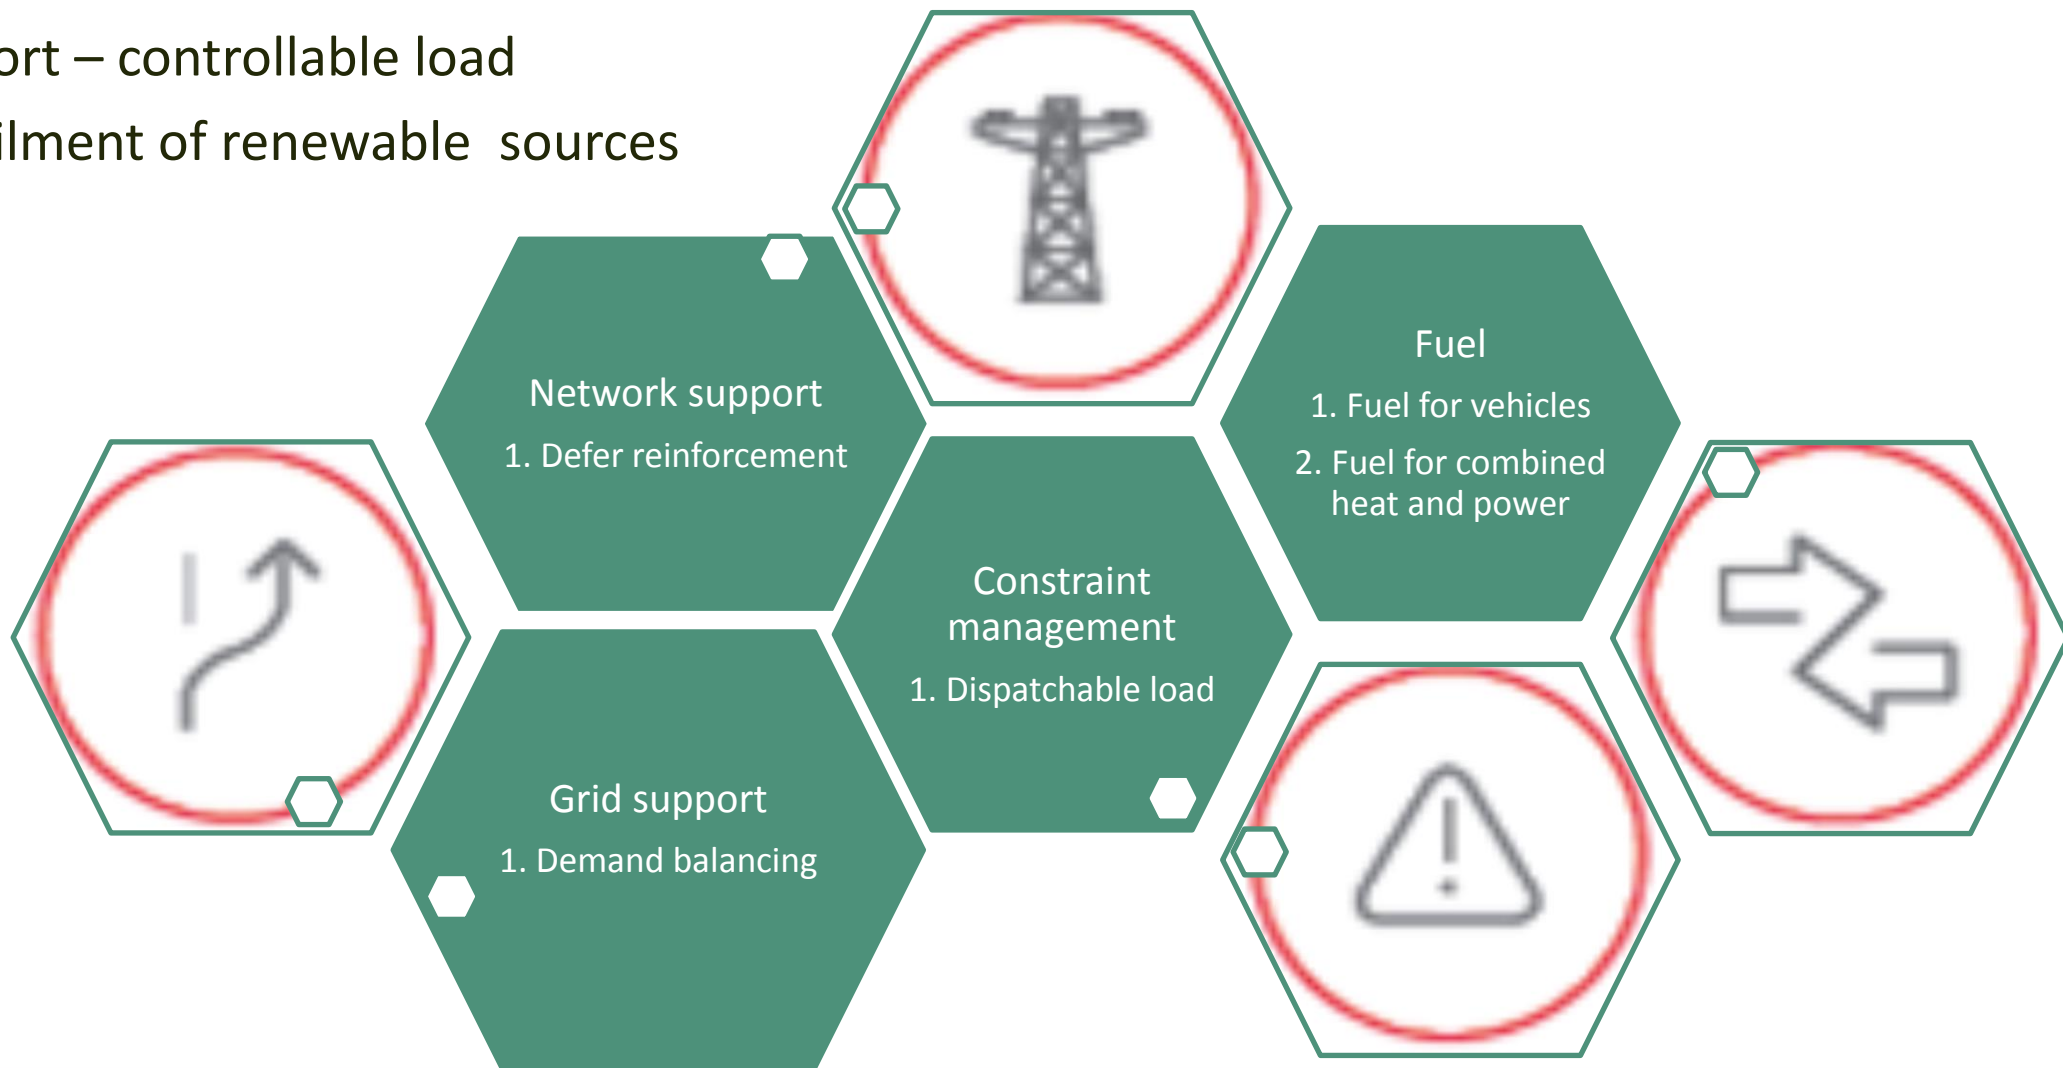 ort – controllable load
ilment of renewable sources
Network support
1. Defer reinforcement
Fuel
1. Fuel for vehicles
2. Fuel for combined
heat and power
Constraint
management
1. Dispatchable load
Grid support
1. Demand balancing